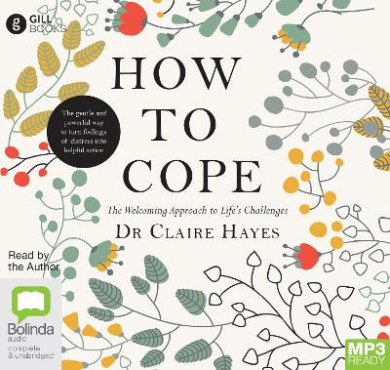 g
GILL
BOOKS
HOW
TO
COPE
The gentle and
powerful way
to turn feelings
of distress into
helpful action
The Welcoming Approach to Life's Challenges
DR CLAIRE HAYES
Read by
the Author
Bolinda
audio
complete
& unabridged
MP3
READY